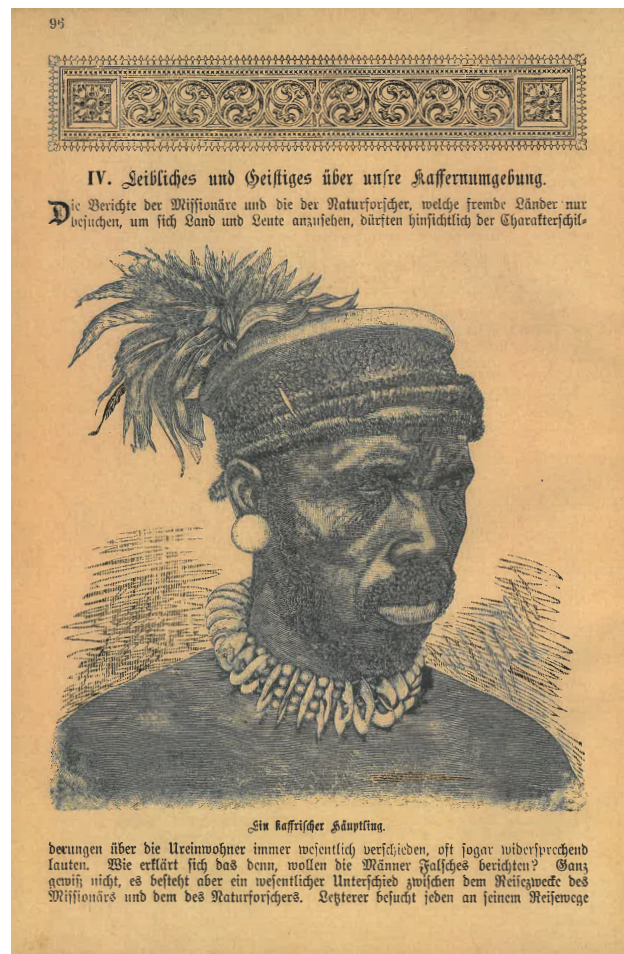 96
IV. Leibliches und Geistiges über unsre Kaffernumgebung.
Die Berichte der Missionäre und die der Naturforscher, welche fremde Länder nur
besuchen, um sich Land und Leute anzusehen, dürften hinsichtlich der Charakterschil-
Ein kaffrischer Häuptling.
derungen über die Ureinwohner immer wesentlich verschieden, oft sogar widersprechend
lauten. Wie erklärt sich das denn, wollen die Männer Falsches berichten? Ganz
gewiß nicht, es besteht aber ein wesentlicher Unterschied zwischen dem Reisezwecke des
Missionärs und dem des Naturforschers. Letzterer besucht jeden an seinem Reisewege